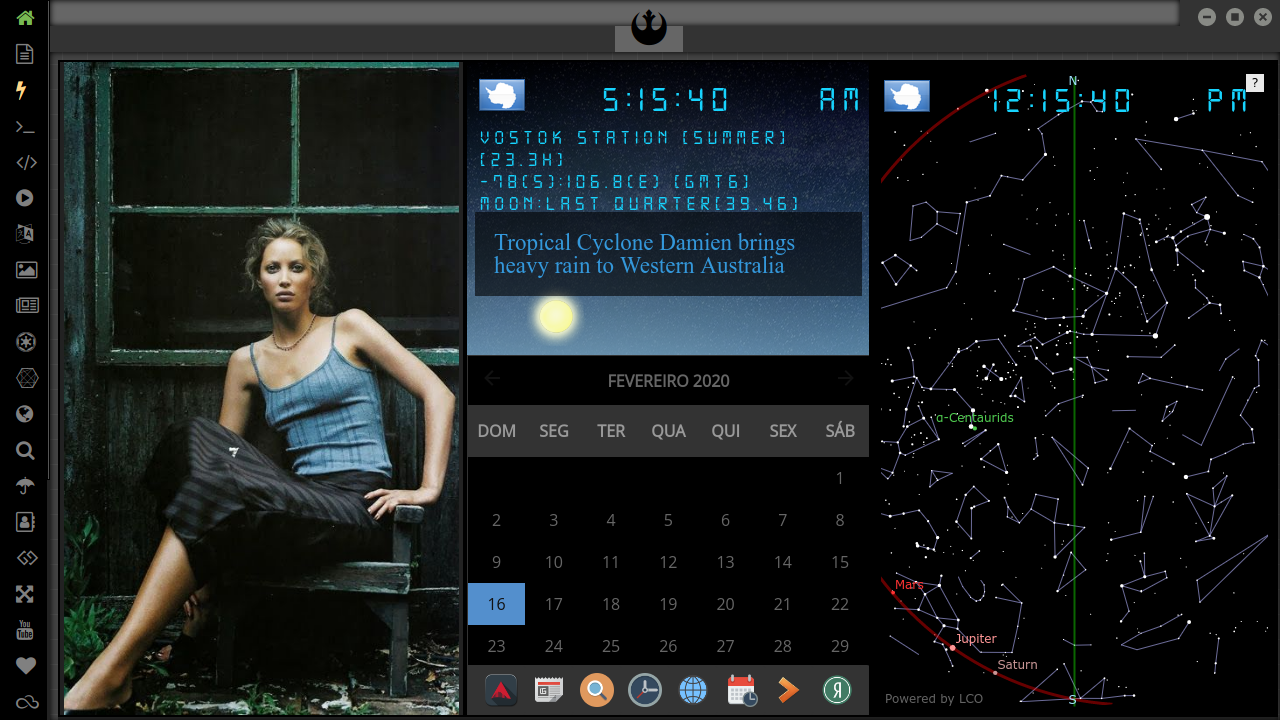 5:15:40 AM
VOSTOK STATION [SUMMER]
[23.3H]
-78(S):106.8(E) [GMT6]
MOON:LAST QUARTER[39.46]
Tropical Cyclone Damien brings
heavy rain to Western Australia
FEVEREIRO 2020
DOM SEG TER QUA QUI SEX SÁB
1
2 3 4 5 6 7 8
9 10 11 12 13 14 15
16 17 18 19 20 21 22
23 24 25 26 27 28 29
N
?
12:15:40 PM
α-Centaurids
Mars
Jupiter
Saturn
Powered by LCO
S
You
Tube